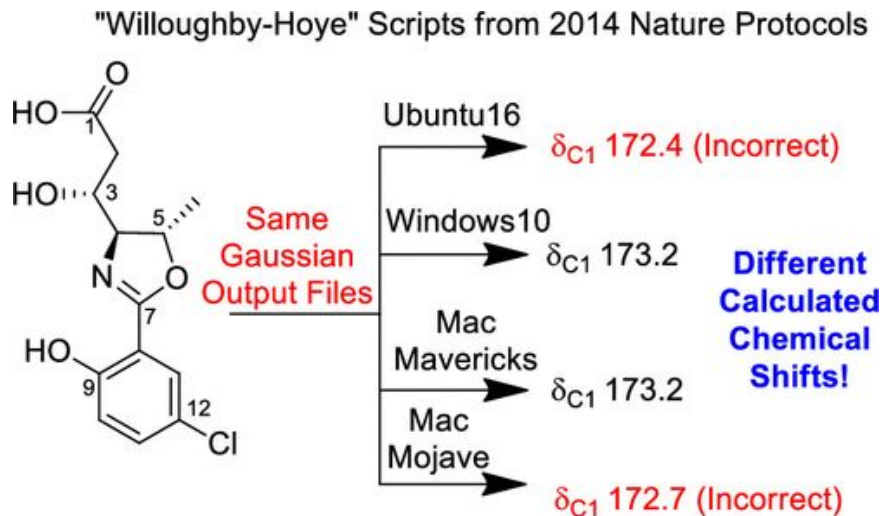 "Willoughby-Hoye" Scripts from 2014 Nature Protocols
O
HO
1
HO
3
5
N
O
7
HO
9
12
Cl
Same
Gaussian
Output Files
Ubuntu16
δC1 172.4 (Incorrect)
Windows10
δC1 173.2
Mac
Mavericks
δC1 173.2
Mac
Mojave
δC1 172.7 (Incorrect)
Different
Calculated
Chemical
Shifts!